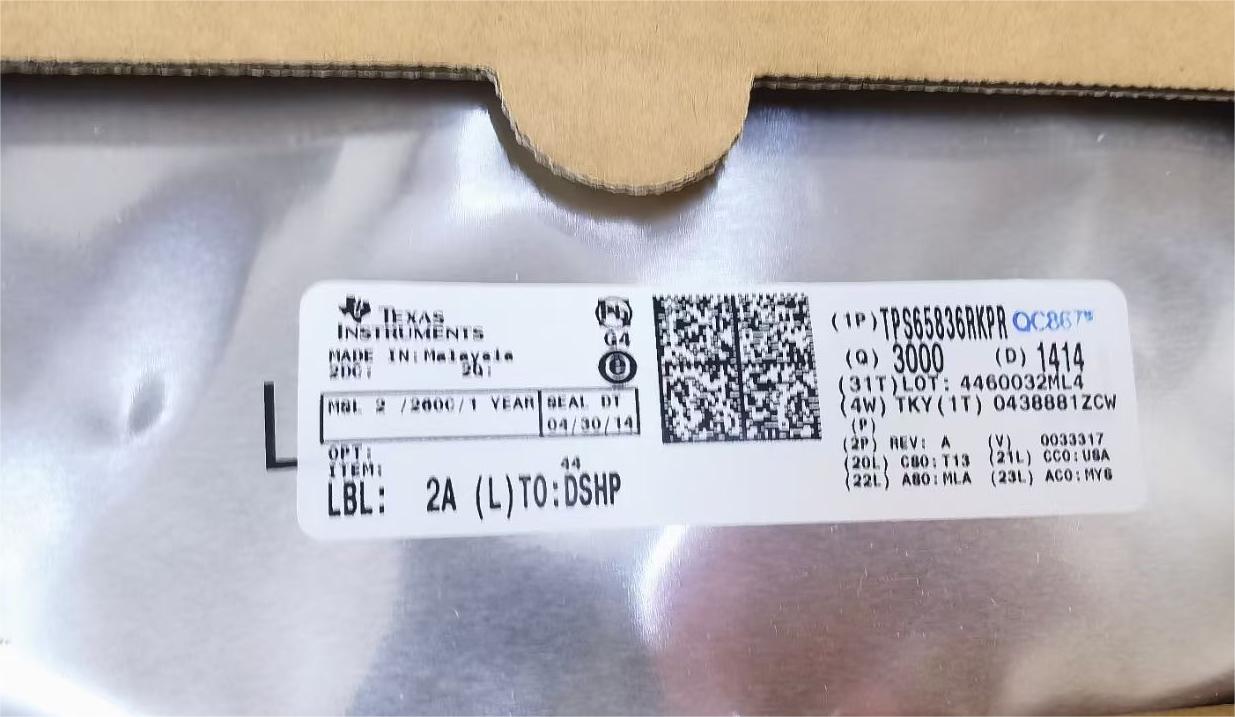 TEXAS
INSTRUMENTS
MADE IN: Malaysia
2DC: 2Q:
G4
e
MSL 2 /260C/1 YEAR
SEAL DT
04/30/14
OPT:
ITEM: 44
LBL: 2A (L)TO:DSHP
(1P)TPS65836RKPR QC867
(Q) 3000 (D) 1414
(31T)LOT: 4460032ML4
(4W) TKY(1T) 0438881ZCW
(P)
(2P) REV: A (V) 0033317
(20L) CSO:T13 (21L) CCO:USA
(22L) ASO:MLA (23L) ACO:MYS
L